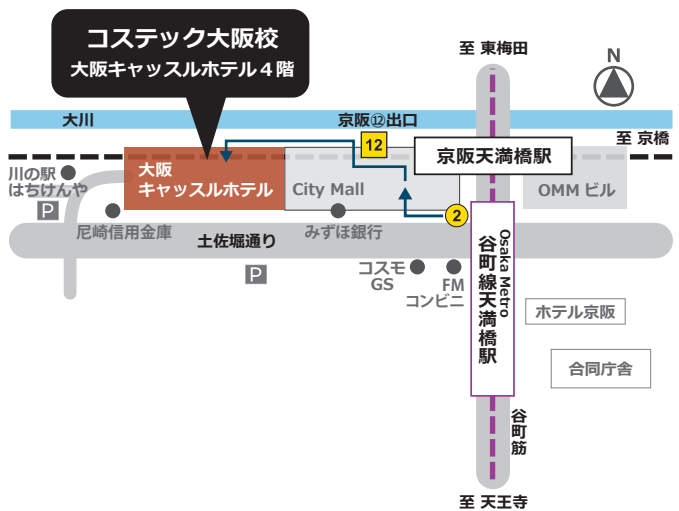 コステック大阪校
大阪キャッスルホテル４階
至 東梅田
N
大川
京阪⑫出口
至 京橋
12
京阪天満橋駅
川の駅
はちけんや
大阪
キャッスルホテル
City Mall
OMM ビル
P
2
尼崎信用金庫
みずほ銀行
土佐堀通り
Osaka Metro
谷町線天満橋駅
P
コスモ
GS
FM
コンビニ
ホテル京阪
合同庁舎
谷町筋
至 天王寺